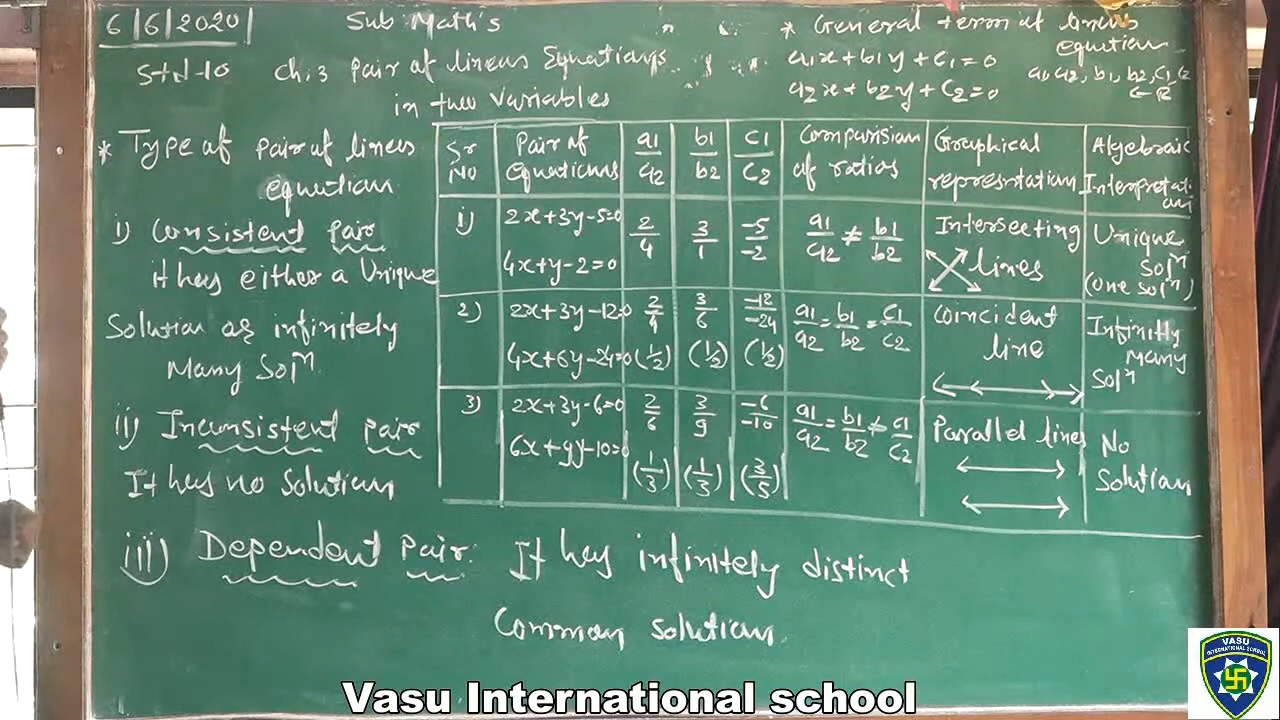 6/6/2020
Sub Math's
* General term of linear equation
STN-10
Ch.3 Pair of linear Equations
in two Variables
a1x+b1y+c1=0
a2x+b2y+c2=0
a1, a2, b1, b2, c1, c2
∈ R
* Type of Pair of linear
equation
i) Consistent Pair
it has either a Unique
Solution or infinitely
Many Solⁿ.
ii) Inconsistent Pair
It has no Solution
Sr No | Pair of Equations | a1/a2 | b1/b2 | c1/c2 | Comparision of ratios | Graphical represntation | Algebraic Interpretation
1) | 2x+3y-5=0 4x+y-2=0 | 2/4 | 3/1 | -5/-2 | a1/a2 ≠ b1/b2 | Intersecting lines | Unique Solⁿ (one solⁿ)
2) | 2x+3y-12=0 4x+6y-24=0 | 2/4 (1/2) | 3/6 (1/2) | -12/-24 (1/2) | a1/a2 = b1/b2 = c1/c2 | Coincident line | Infinitly many Solⁿ
3) | 2x+3y-6=0 6x+9y-10=0 | 2/6 (1/3) | 3/9 (1/3) | -6/-10 (3/5) | a1/a2 = b1/b2 ≠ c1/c2 | Parallel lines | No Solution
iii) Dependent Pair: It has infinitely distinct
Common solution.
VASU
INTERNATIONAL SCHOOL
Vasu International school